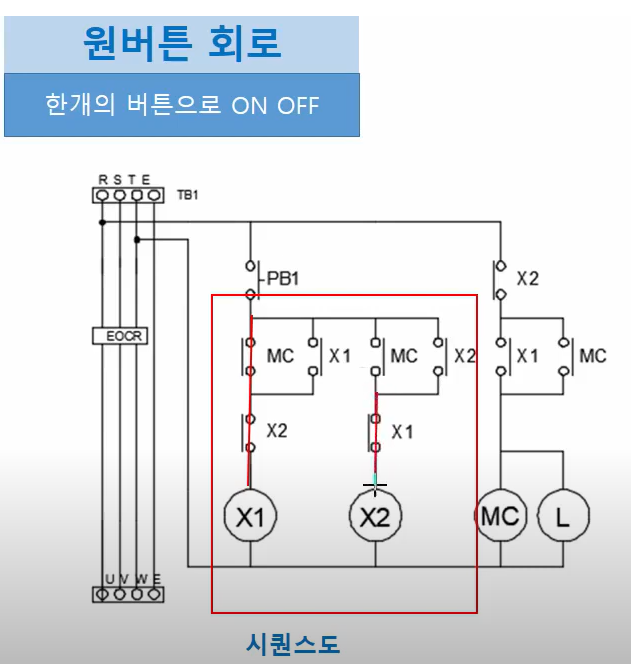 원버튼 회로
한개의 버튼으로 ON OFF
R S T E
TB1
PB1
X2
EOCR
MC X1 MC X2 X1 MC
X2 X1
X1 X2 MC L
U V W E
시퀀스도